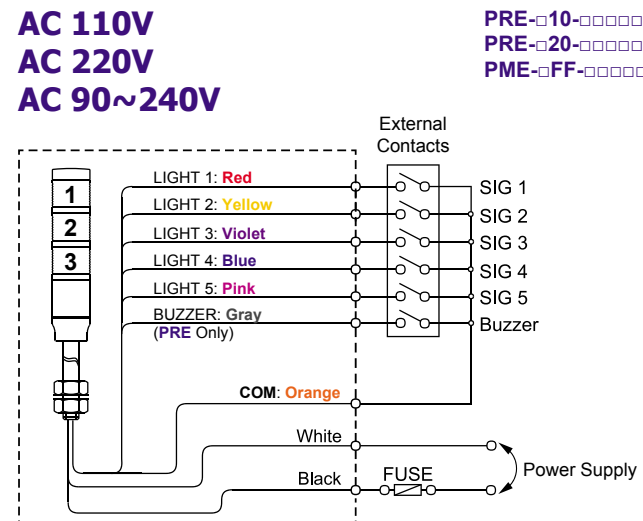 AC 110V
AC 220V
AC 90~240V
PRE-□10-□□□□□
PRE-□20-□□□□□
PME-□FF-□□□□□
External
Contacts
1
2
3
LIGHT 1: Red
SIG 1
LIGHT 2: Yellow
SIG 2
LIGHT 3: Violet
SIG 3
LIGHT 4: Blue
SIG 4
LIGHT 5: Pink
SIG 5
BUZZER: Gray
(PRE Only)
Buzzer
COM: Orange
White
Black
FUSE
Power Supply